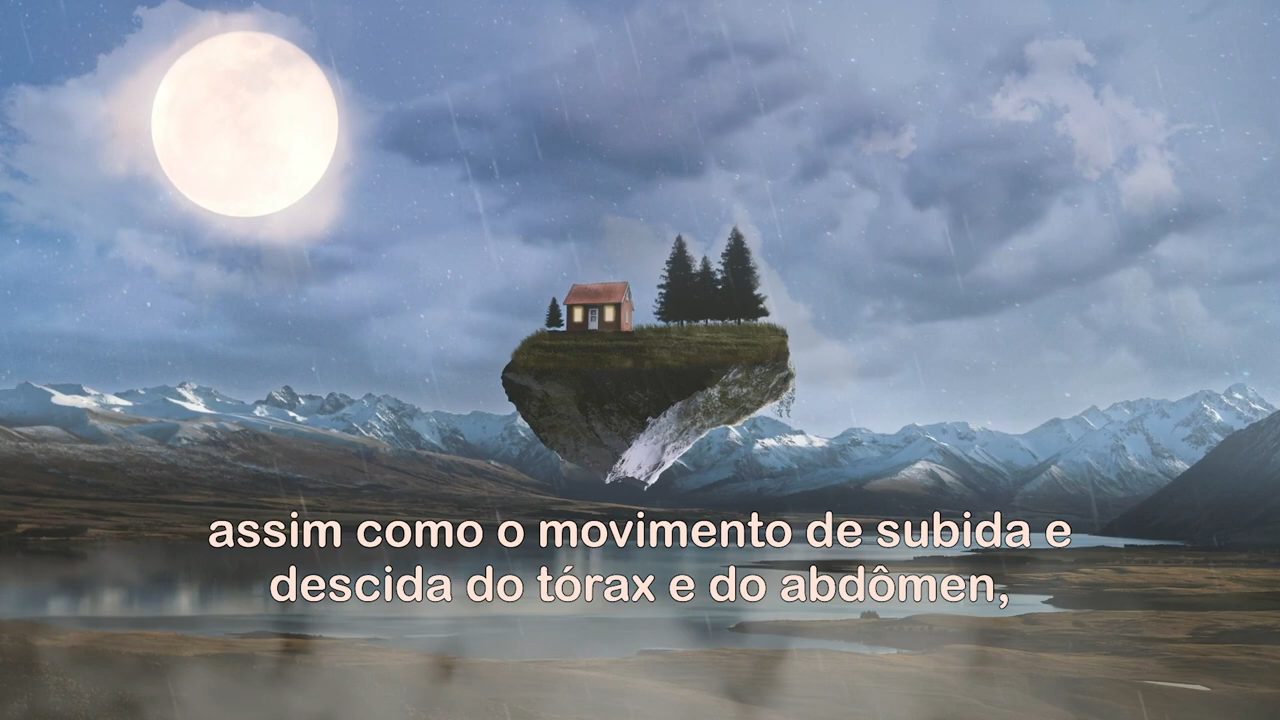 assim como o movimento de subida e
descida do tórax e do abdômen,